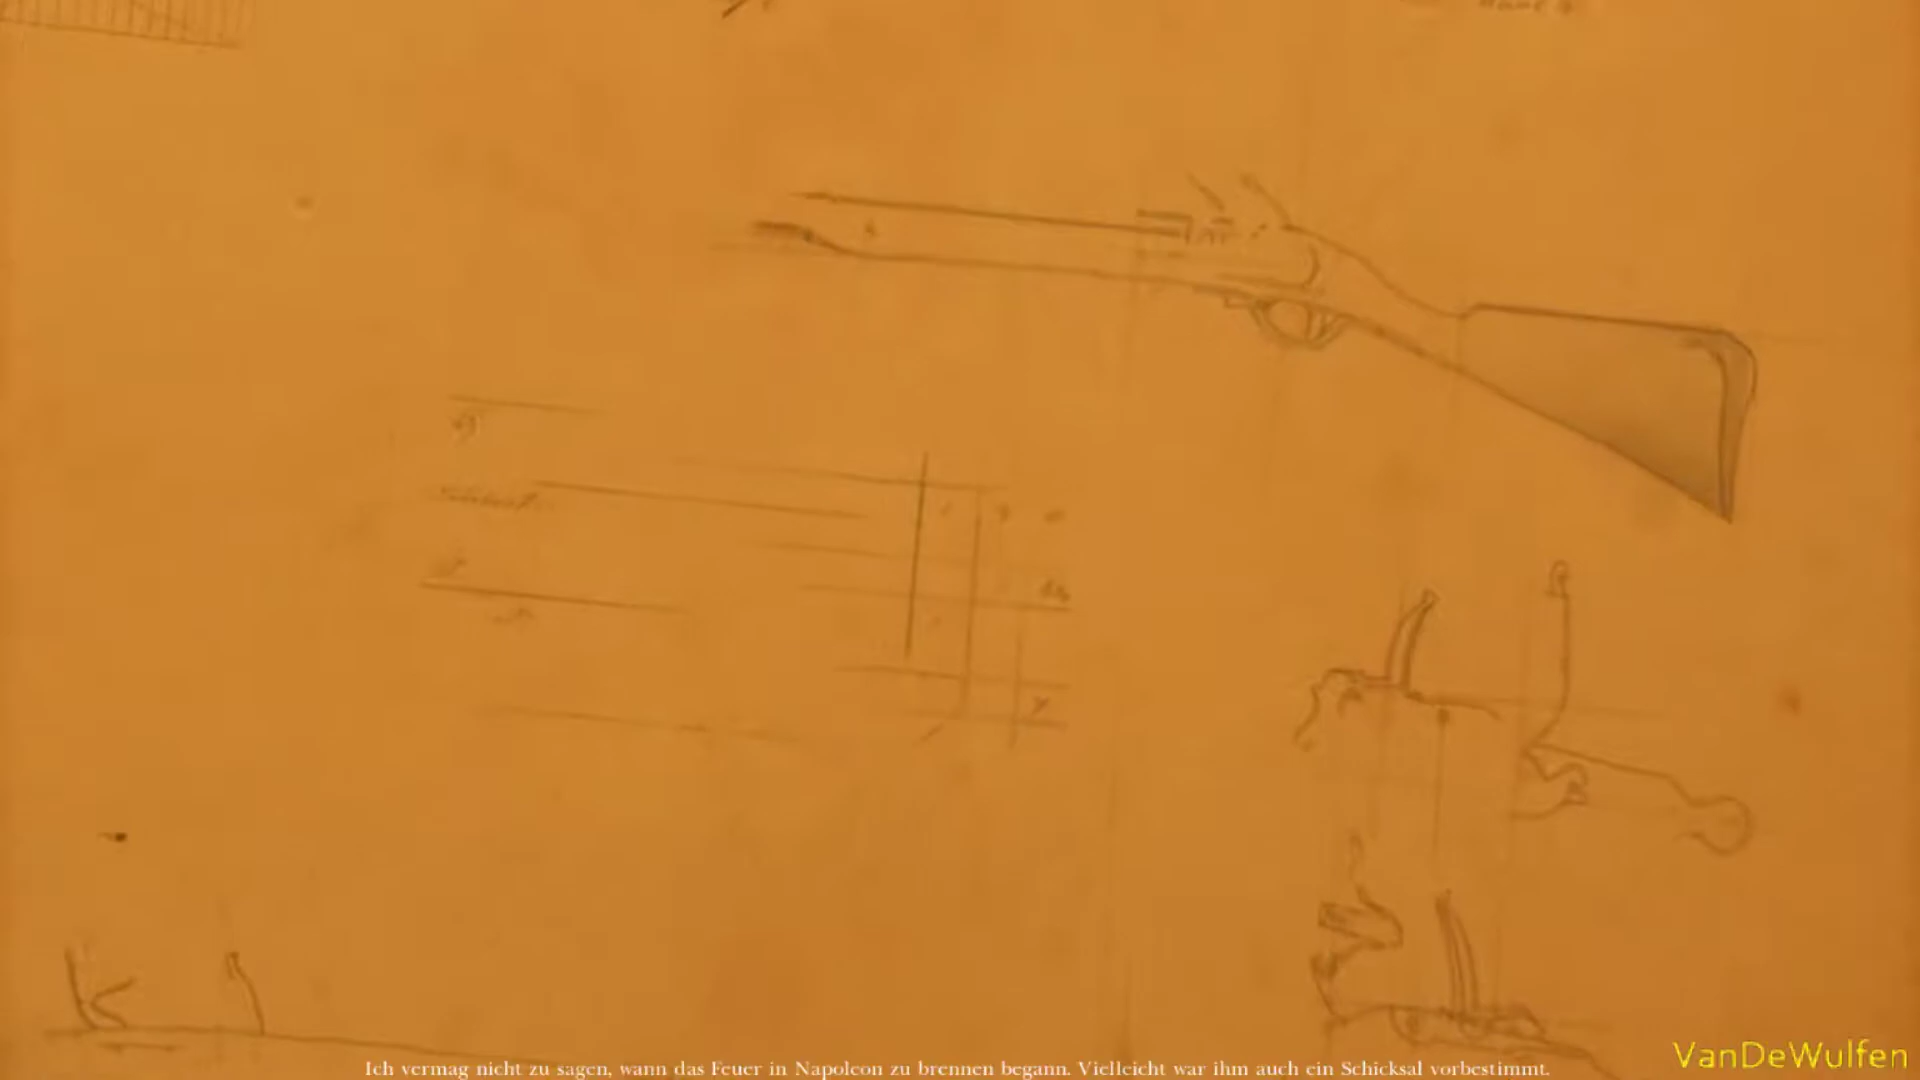 Ich vermag nicht zu sagen, wann das Feuer in Napoleon zu brennen begann. Vielleicht war ihm auch ein Schicksal vorbestimmt.
VanDeWulfen